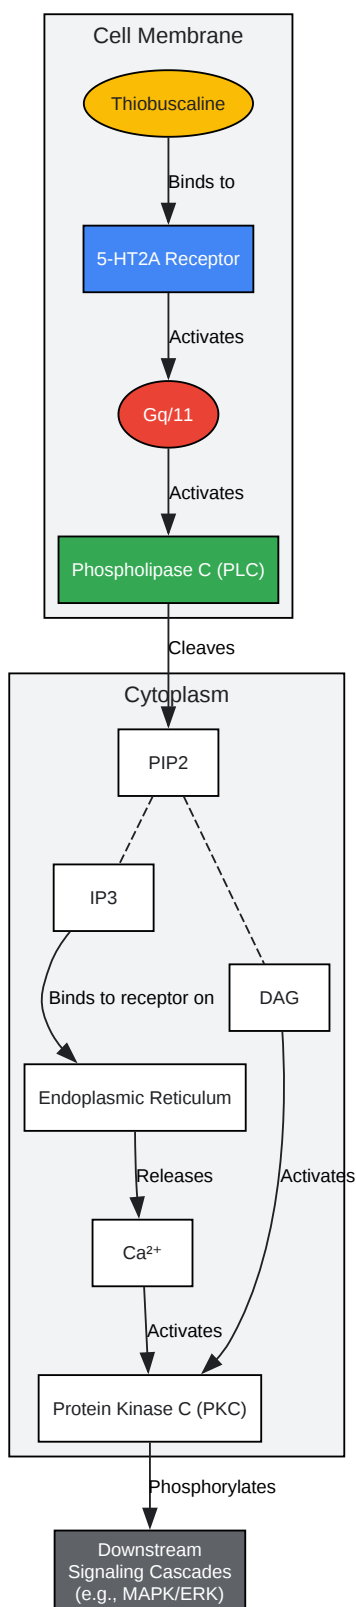 Cell Membrane
Thiobuscaline
Binds to
5-HT2A Receptor
Activates
Gq/11
Activates
Phospholipase C (PLC)
Cleaves
Cytoplasm
PIP2
IP3
DAG
Binds to receptor on
Endoplasmic Reticulum
Releases
Activates
Ca²⁺
Activates
Protein Kinase C (PKC)
Phosphorylates
Downstream
Signaling Cascades
(e.g., MAPK/ERK)